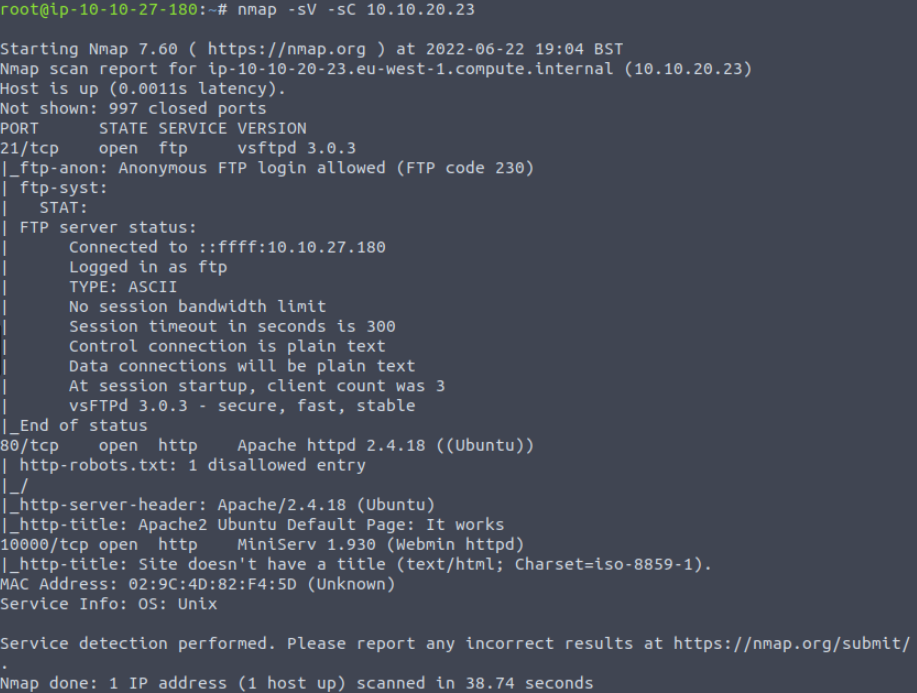 root@ip-10-10-27-180:~# nmap -sV -sC 10.10.20.23
Starting Nmap 7.60 ( https://nmap.org ) at 2022-06-22 19:04 BST
Nmap scan report for ip-10-10-20-23.eu-west-1.compute.internal (10.10.20.23)
Host is up (0.0011s latency).
Not shown: 997 closed ports
PORT      STATE SERVICE VERSION
21/tcp    open  ftp     vsftpd 3.0.3
|_ftp-anon: Anonymous FTP login allowed (FTP code 230)
| ftp-syst:
|   STAT:
| FTP server status:
|      Connected to ::ffff:10.10.27.180
|      Logged in as ftp
|      TYPE: ASCII
|      No session bandwidth limit
|      Session timeout in seconds is 300
|      Control connection is plain text
|      Data connections will be plain text
|      At session startup, client count was 3
|      vsFTPd 3.0.3 - secure, fast, stable
|_End of status
80/tcp    open  http    Apache httpd 2.4.18 ((Ubuntu))
| http-robots.txt: 1 disallowed entry
|_/
|_http-server-header: Apache/2.4.18 (Ubuntu)
|_http-title: Apache2 Ubuntu Default Page: It works
10000/tcp open  http    MiniServ 1.930 (Webmin httpd)
|_http-title: Site doesn't have a title (text/html; Charset=iso-8859-1).
MAC Address: 02:9C:4D:82:F4:5D (Unknown)
Service Info: OS: Unix
Service detection performed. Please report any incorrect results at https://nmap.org/submit/
.
Nmap done: 1 IP address (1 host up) scanned in 38.74 seconds